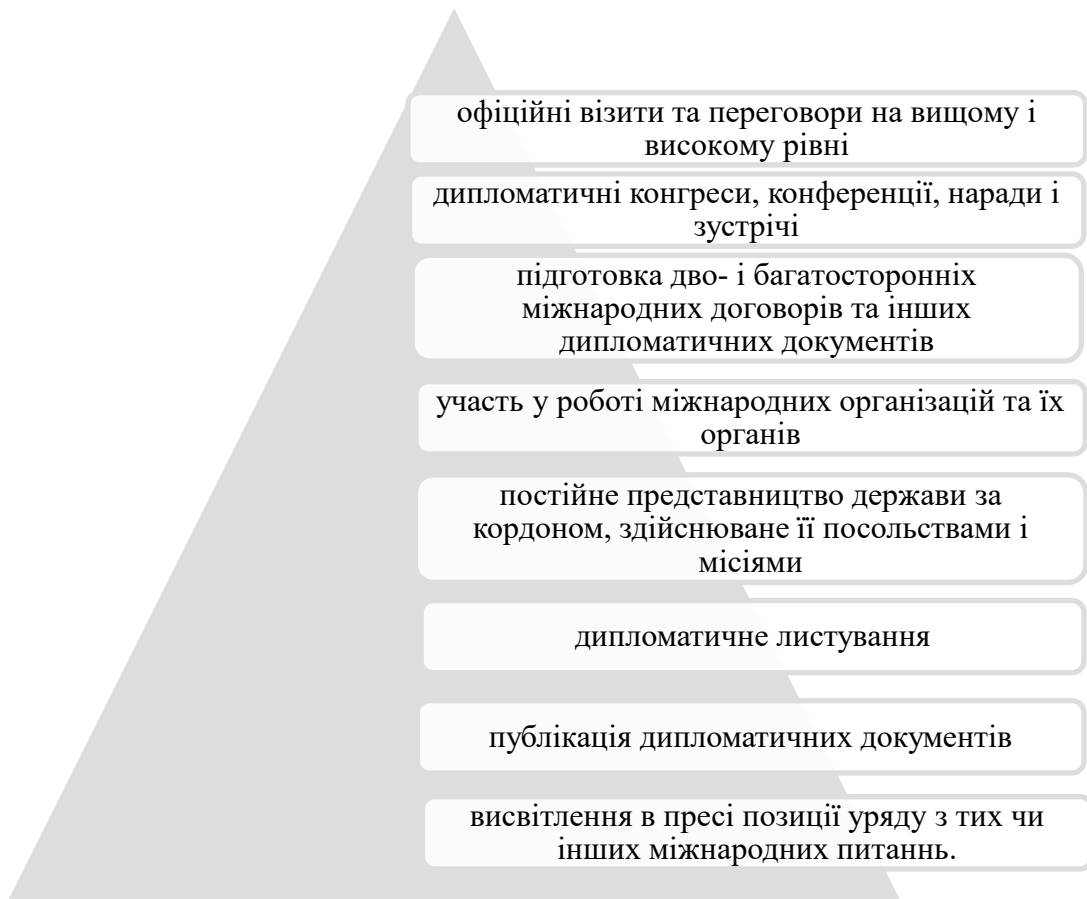 офіційні візити та переговори на вищому і
високому рівні
дипломатичні конгреси, конференції, наради і
зустрічі
підготовка дво- і багатосторонніх
міжнародних договорів та інших
дипломатичних документів
участь у роботі міжнародних організацій та їх
органів
постійне представництво держави за
кордоном, здійснюване її посольствами і
місіями
дипломатичне листування
публікація дипломатичних документів
висвітлення в пресі позиції уряду з тих чи
інших міжнародних питаннь.